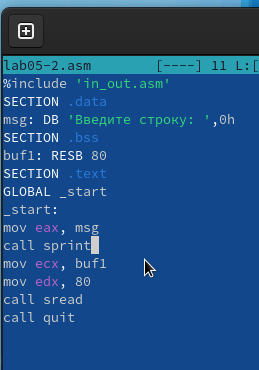 lab05-2.asm [----] 11 L:[
%include 'in_out.asm'
SECTION .data
msg: DB 'Введите строку: ',0h
SECTION .bss
buf1: RESB 80
SECTION .text
GLOBAL _start
_start:
mov eax, msg
call sprint
mov ecx, buf1
mov edx, 80
call sread
call quit